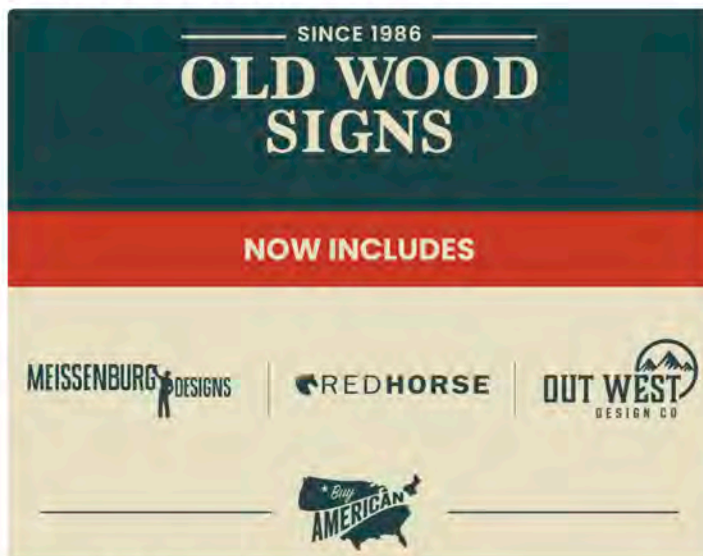 SINCE 1986
OLD WOOD
SIGNS
NOW INCLUDES
MEISSENBURG DESIGNS
REDHORSE
OUT WEST
DESIGN CO
Buy
AMERICAN